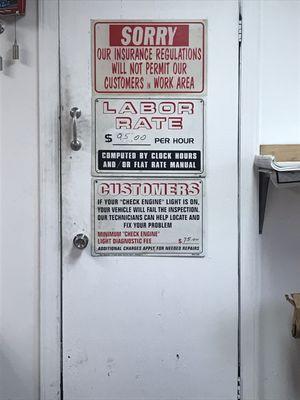 SORRY
OUR INSURANCE REGULATIONS
WILL NOT PERMIT OUR
CUSTOMERS IN WORK AREA
LABOR
RATE
$ 95.00 PER HOUR
COMPUTED BY CLOCK HOURS
AND/OR FLAT RATE MANUAL
CUSTOMERS
IF YOUR "CHECK ENGINE" LIGHT IS ON,
YOUR VEHICLE WILL FAIL THE INSPECTION.
OUR TECHNICIANS CAN HELP LOCATE AND
FIX YOUR PROBLEM
MINIMUM "CHECK ENGINE"
LIGHT DIAGNOSTIC FEE $ 75.00
ADDITIONAL CHARGES APPLY FOR NEEDED REPAIRS